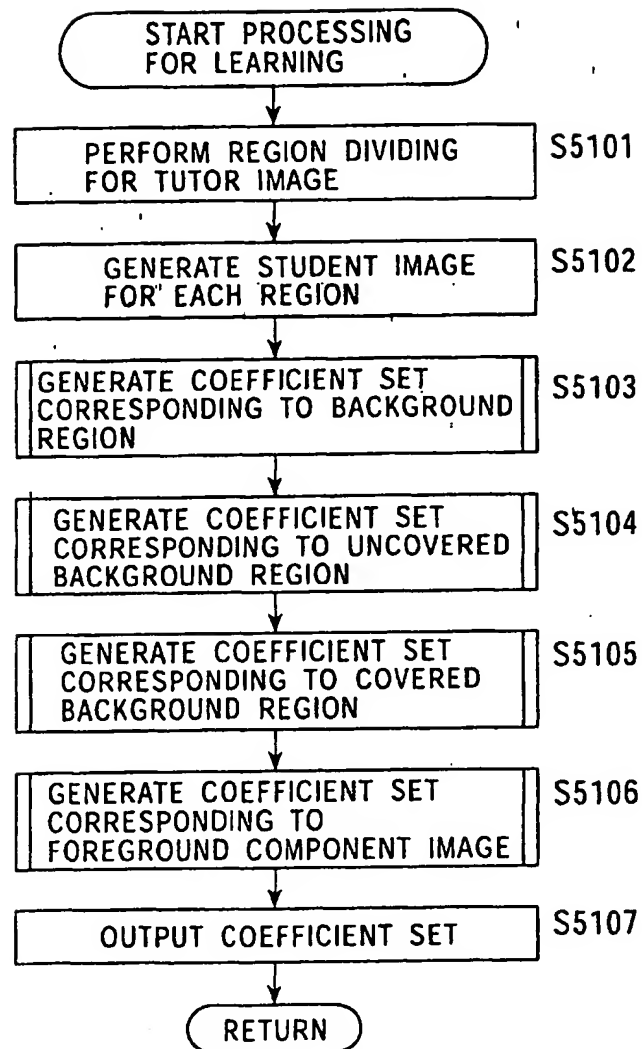 START PROCESSING
FOR LEARNING
PERFORM REGION DIVIDING
FOR TUTOR IMAGE
S5101
GENERATE STUDENT IMAGE
FOR EACH REGION
S5102
GENERATE COEFFICIENT SET
CORRESPONDING TO BACKGROUND
REGION
S5103
GENERATE COEFFICIENT SET
CORRESPONDING TO UNCOVERED
BACKGROUND REGION
S5104
GENERATE COEFFICIENT SET
CORRESPONDING TO COVERED
BACKGROUND REGION
S5105
GENERATE COEFFICIENT SET
CORRESPONDING TO
FOREGROUND COMPONENT IMAGE
S5106
OUTPUT COEFFICIENT SET
S5107
RETURN